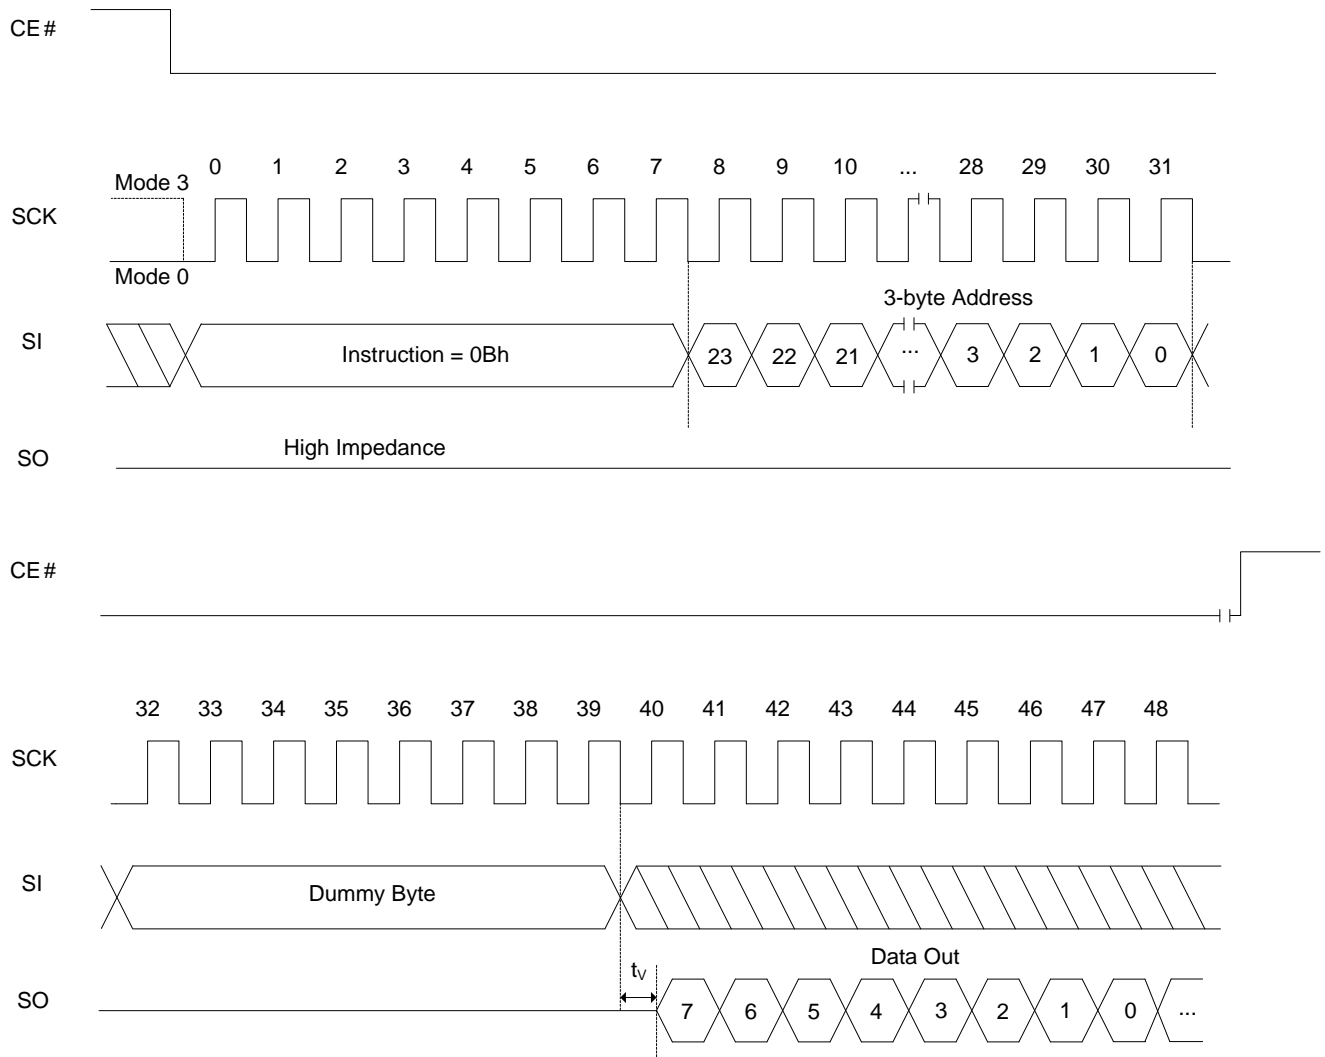 CE#
0 1 2 3 4 5 6 7 8 9 10 ... 28 29 30 31
Mode 3
SCK
Mode 0
3-byte Address
SI
Instruction = 0Bh
23 22 21 ... 3 2 1 0
High Impedance
SO
CE#
32 33 34 35 36 37 38 39 40 41 42 43 44 45 46 47 48
SCK
SI
Dummy Byte
Data Out
tV
SO
7 6 5 4 3 2 1 0 ...